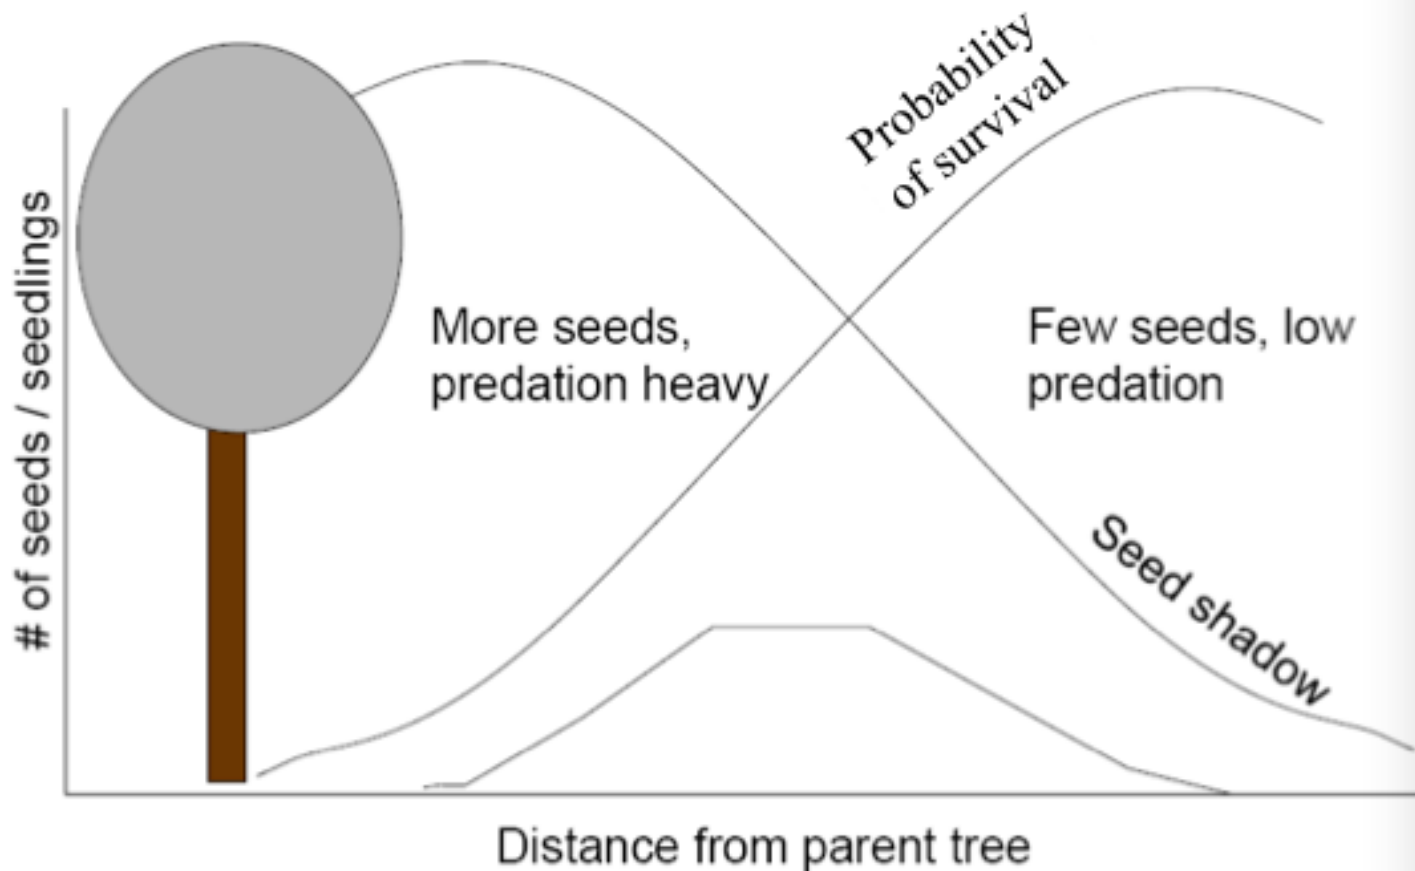 Probability
of survival
# of seeds / seedlings
More seeds,
predation heavy
Few seeds, low
predation
Seed shadow
Distance from parent tree